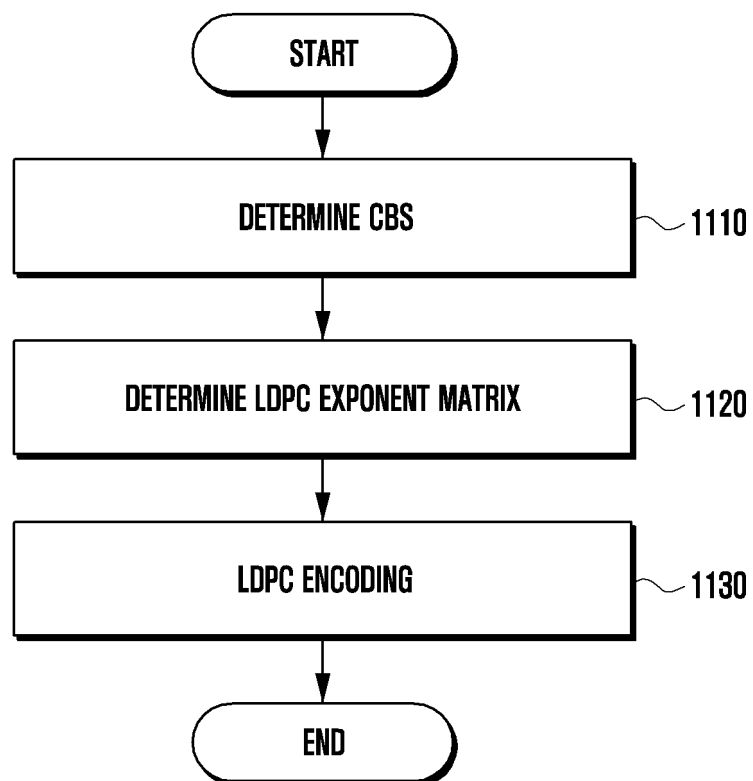 START
DETERMINE CBS
1110
DETERMINE LDPC EXPONENT MATRIX
1120
LDPC ENCODING
1130
END